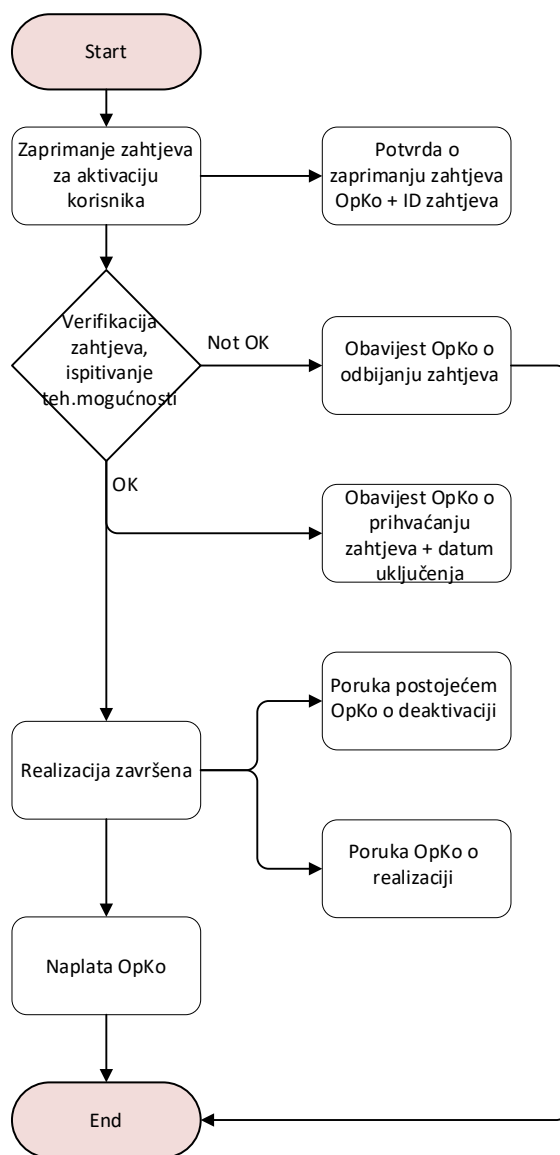 Start
Zaprimanje zahtjeva
za aktivaciju
korisnika
Potvrda o
zaprimanju zahtjeva
OpKo + ID zahtjeva
Verifikacija
zahtjeva,
ispitivanje
teh.mogućnosti
Not OK
Obavijest OpKo o
odbijanju zahtjeva
OK
Obavijest OpKo o
prihvaćanju
zahtjeva + datum
uključenja
Poruka postojećem
OpKo o deaktivaciji
Realizacija završena
Poruka OpKo o
realizaciji
Naplata OpKo
End